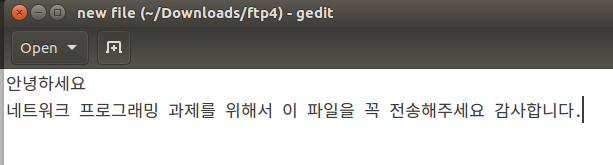 new file (~/Downloads/ftp4) - gedit
Open
안녕하세요
네트워크 프로그래밍 과제를 위해서 이 파일을 꼭 전송해주세요 감사합니다.